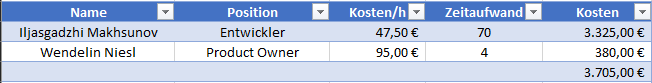 Name Position Kosten/h Zeitaufwand Kosten
Iljasgadzhi Makhsunov Entwickler 47,50 € 70 3.325,00 €
Wendelin Niesl Product Owner 95,00 € 4 380,00 €
3.705,00 €